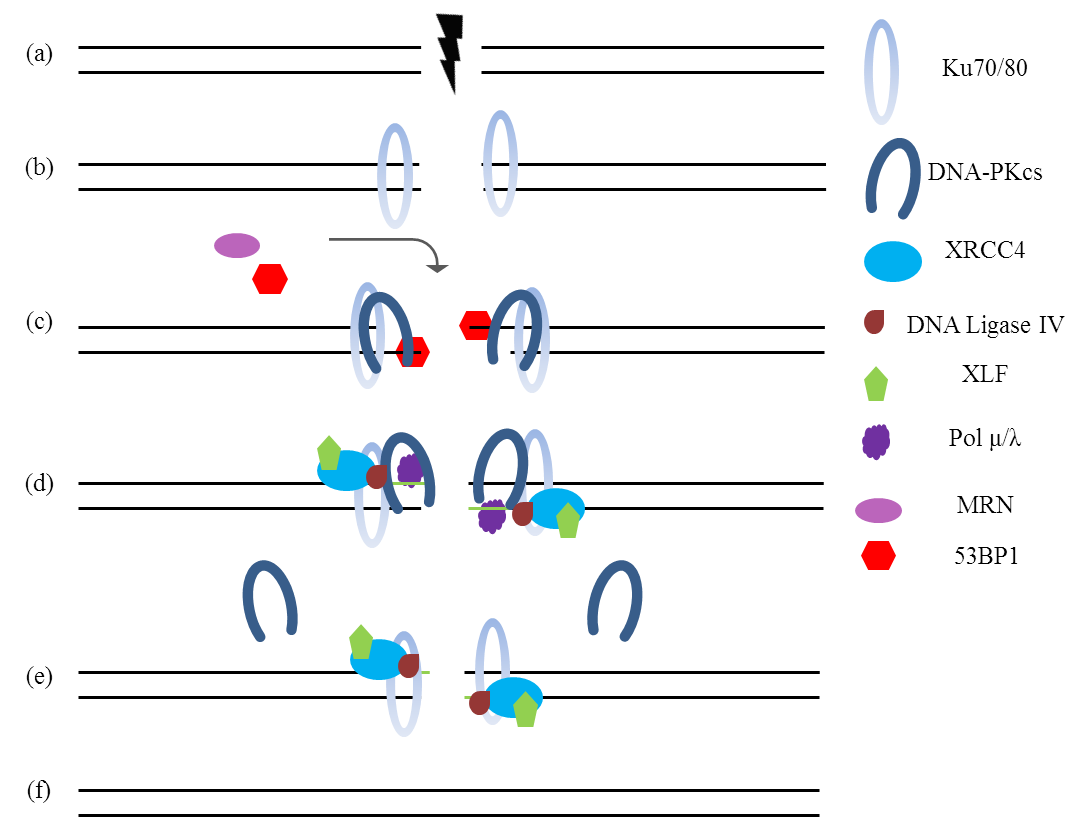 (a)
Ku70/80
(b)
DNA-PKcs
XRCC4
(c)
DNA Ligase IV
XLF
Pol μ/λ
(d)
MRN
53BP1
(e)
(f)